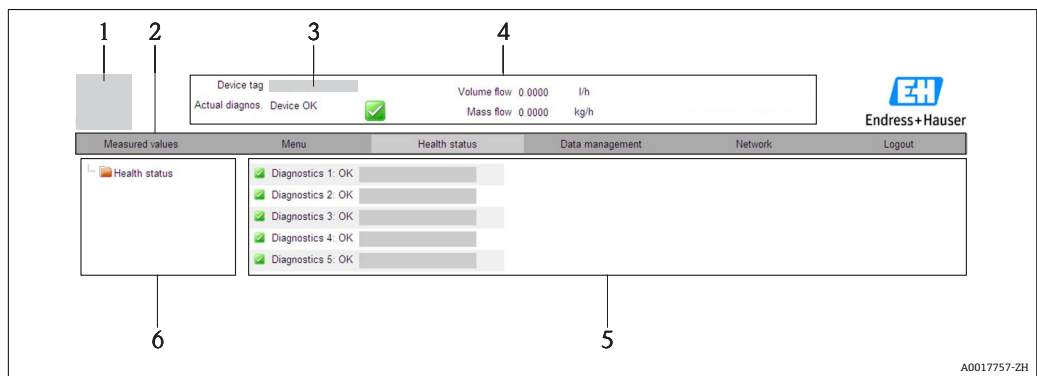 1 2 3 4
Device tag
Volume flow 0.0000 l/h
Actual diagnos. Device OK
Mass flow 0.0000 kg/h
EH
Endress+Hauser
Measured values Menu Health status Data management Network Logout
Health status
Diagnostics 1: OK
Diagnostics 2: OK
Diagnostics 3: OK
Diagnostics 4: OK
Diagnostics 5: OK
6 5
A0017757-ZH